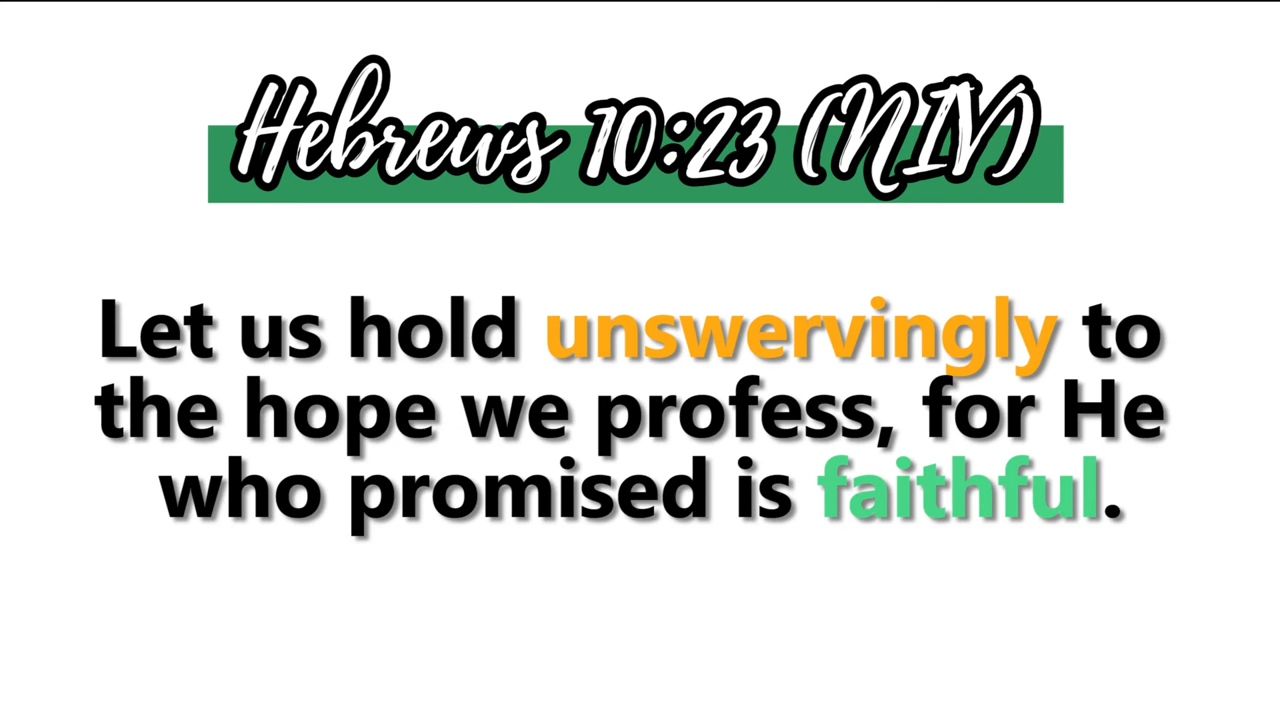 Hebrews 10:23 (NIV)
Let us hold unswervingly to
the hope we profess, for He
who promised is faithful.